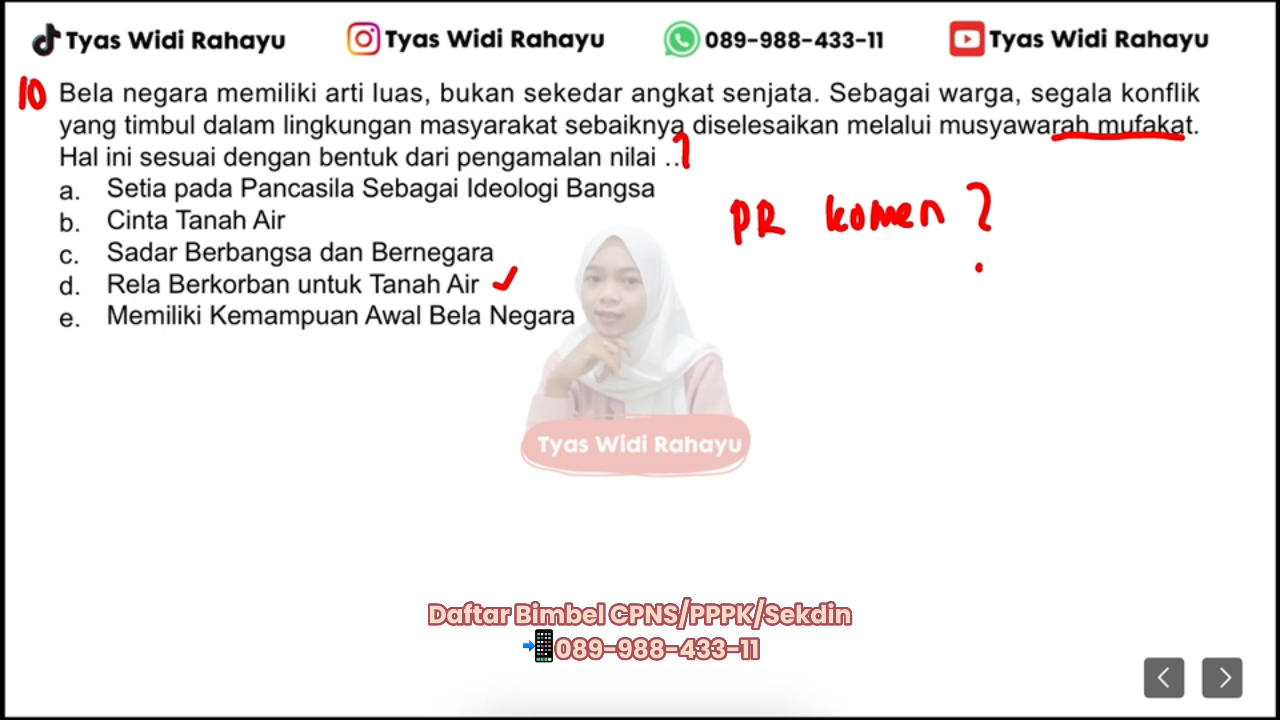 Tyas Widi Rahayu Tyas Widi Rahayu 089-988-433-11 Tyas Widi Rahayu
10 Bela negara memiliki arti luas, bukan sekedar angkat senjata. Sebagai warga, segala konflik
yang timbul dalam lingkungan masyarakat sebaiknya diselesaikan melalui musyawarah mufakat.
Hal ini sesuai dengan bentuk dari pengamalan nilai ..?
a. Setia pada Pancasila Sebagai Ideologi Bangsa
b. Cinta Tanah Air
c. Sadar Berbangsa dan Bernegara
d. Rela Berkorban untuk Tanah Air
e. Memiliki Kemampuan Awal Bela Negara
PR komen ?
Tyas Widi Rahayu
Daftar Bimbel CPNS/PPPK/Sekdin
089-988-433-11